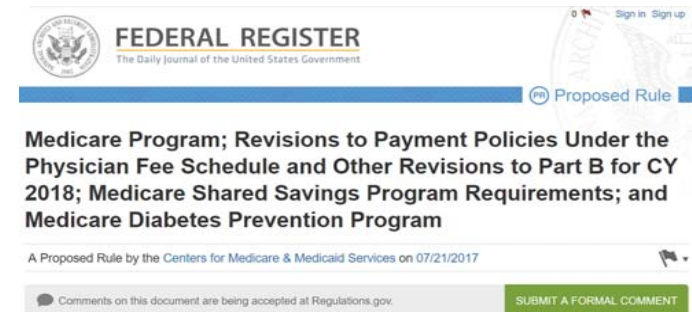 0 Sign in Sign up
FEDERAL REGISTER
The Daily Journal of the United States Government
PR Proposed Rule
Medicare Program; Revisions to Payment Policies Under the
Physician Fee Schedule and Other Revisions to Part B for CY
2018; Medicare Shared Savings Program Requirements; and
Medicare Diabetes Prevention Program
A Proposed Rule by the Centers for Medicare & Medicaid Services on 07/21/2017
Comments on this document are being accepted at Regulations.gov.
SUBMIT A FORMAL COMMENT